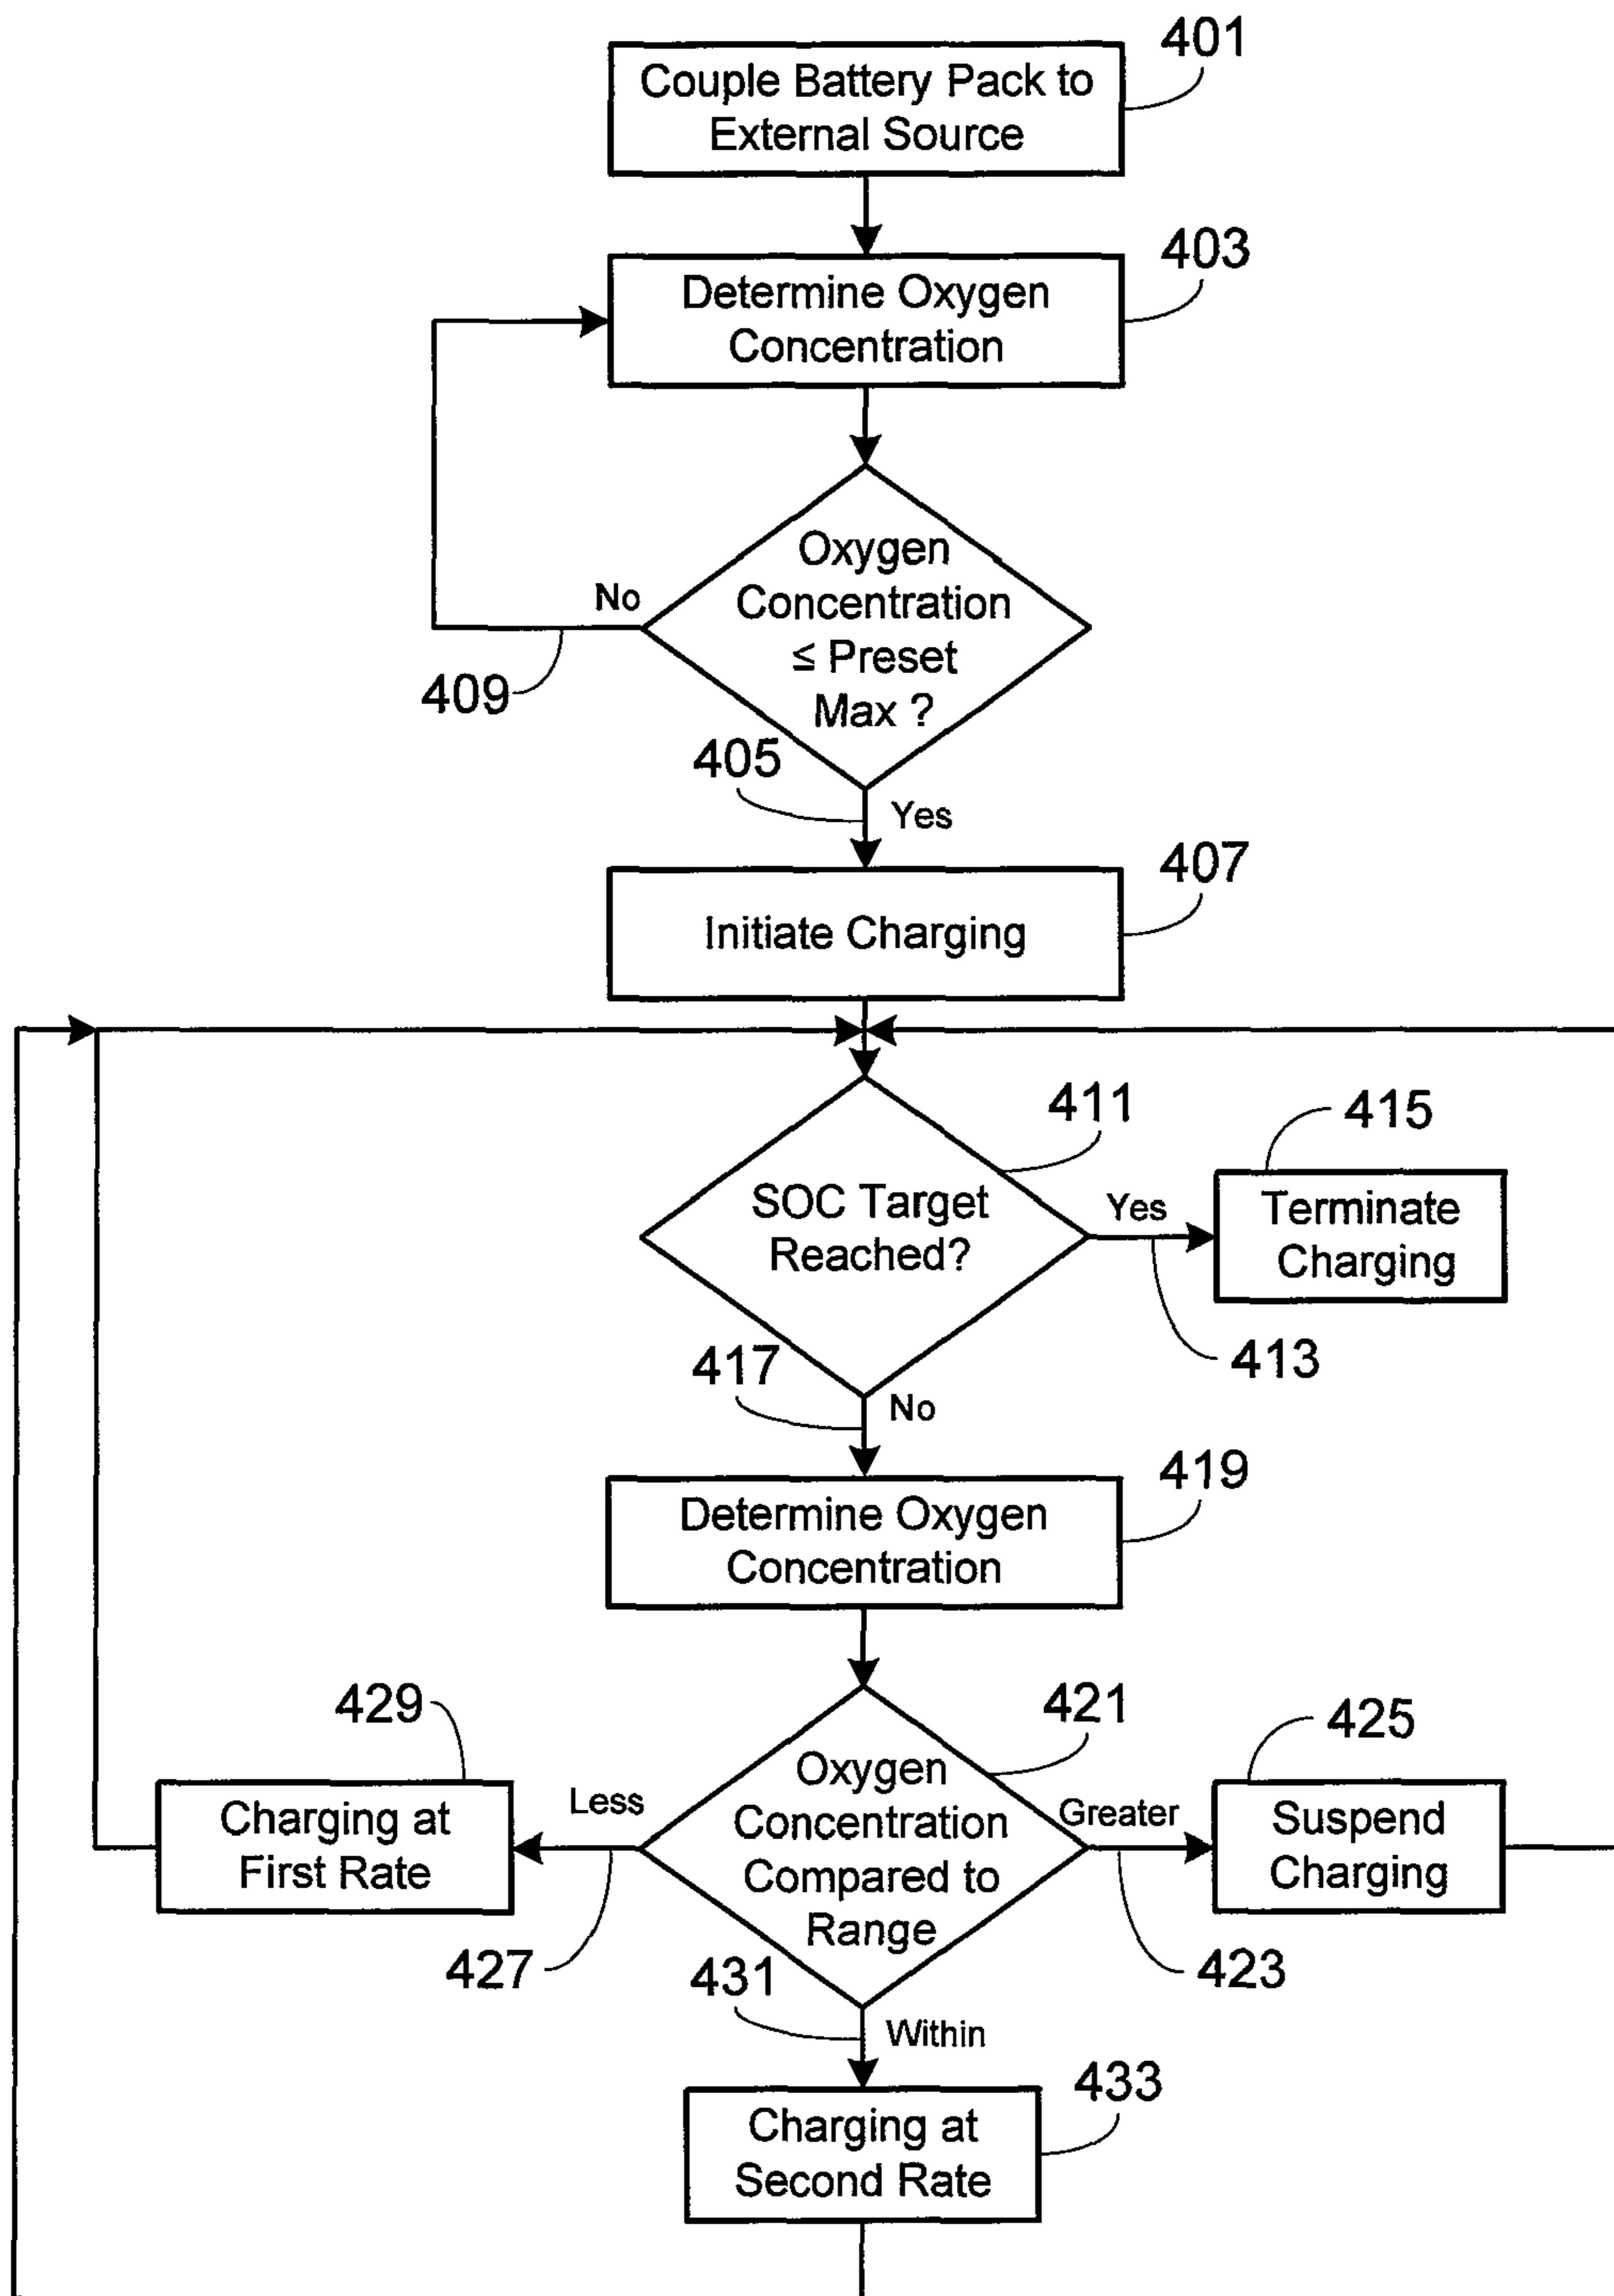 401
Couple Battery Pack to
External Source
403
Determine Oxygen
Concentration
Oxygen
Concentration
≤ Preset
Max ?
No
409
405
Yes
407
Initiate Charging
411
415
SOC Target
Reached?
Yes
Terminate
Charging
413
417
No
419
Determine Oxygen
Concentration
429
421
425
Oxygen
Concentration
Compared to
Range
Less
Greater
Charging at
First Rate
Suspend
Charging
427
431
423
Within
433
Charging at
Second Rate